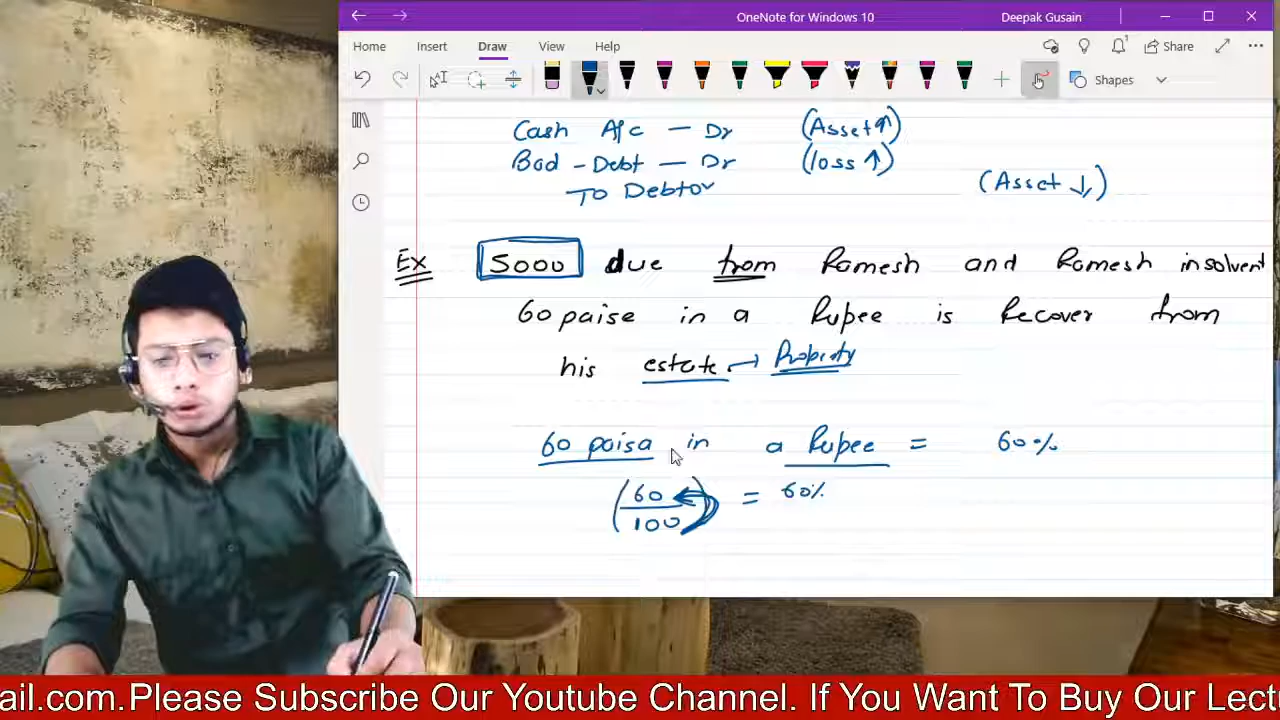 OneNote for Windows 10 Deepak Gusain
Home Insert Draw View Help Share
Shapes
Cash A/c — Dr (Asset ↑)
Bad - Debt — Dr (loss ↑)
To Debtor (Asset ↓)
Ex 5000 due from Ramesh and Ramesh insolvent
60 paise in a Rupee is Recover from
his estate → Property
60 paisa in a Rupee = 60%
(60/100) = 60%
ail.com.Please Subscribe Our Youtube Channel. If You Want To Buy Our Lect